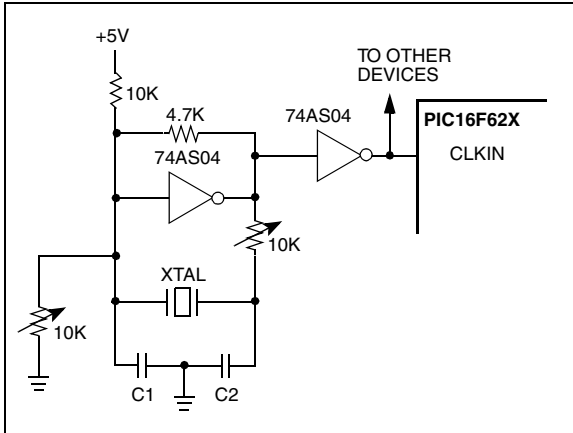 +5V
10K
4.7K
74AS04
10K
XTAL
10K
C1
C2
74AS04
TO OTHER
DEVICES
PIC16F62X
CLKIN